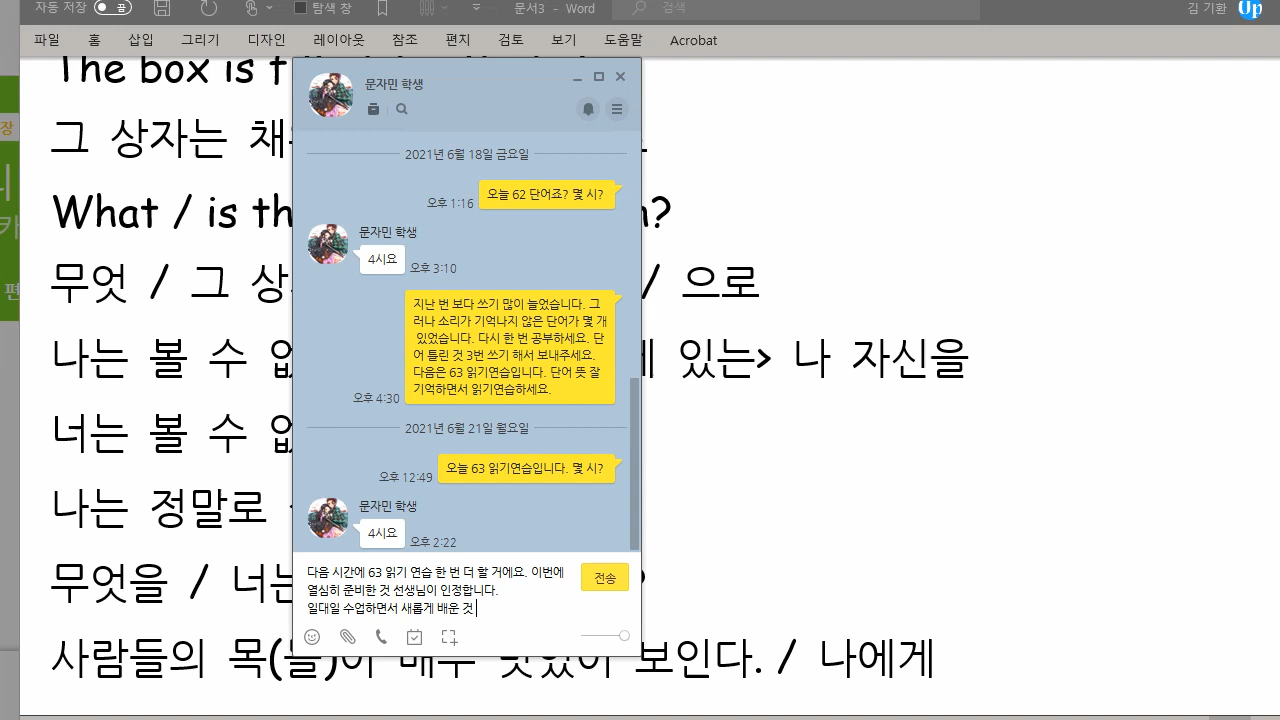 자동 저장 끔 탐색 창 문서3 - Word 검색 김 기환 Up
파일 홈 삽입 그리기 디자인 레이아웃 참조 편지 검토 보기 도움말 Acrobat
The box is
그 상자는
What / is th
무엇 / 그 상 / 으로
나는 볼 수 있는> 나 자신을
너는 볼 수
나는 정말로
무엇을 / 너는
사람들의 목(들)이 매우 맛있어 보인다. / 나에게
장
편
문자민 학생
2021년 6월 18일 금요일
오늘 62 단어죠? 몇 시?
오후 1:16
문자민 학생
4시요
오후 3:10
지난 번 보다 쓰기 많이 늘었습니다. 그
러나 소리가 기억나지 않은 단어가 몇 개
있었습니다. 다시 한 번 공부하세요. 단
어 틀린 것 3번 쓰기 해서 보내주세요.
다음은 63 읽기연습입니다. 단어 뜻 잘
기억하면서 읽기연습하세요.
오후 4:30
2021년 6월 21일 월요일
오늘 63 읽기연습입니다. 몇 시?
오후 12:49
문자민 학생
4시요
오후 2:22
다음 시간에 63 읽기 연습 한 번 더 할 거에요. 이번에
열심히 준비한 것 선생님이 인정합니다.
일대일 수업하면서 새롭게 배운 것
전송